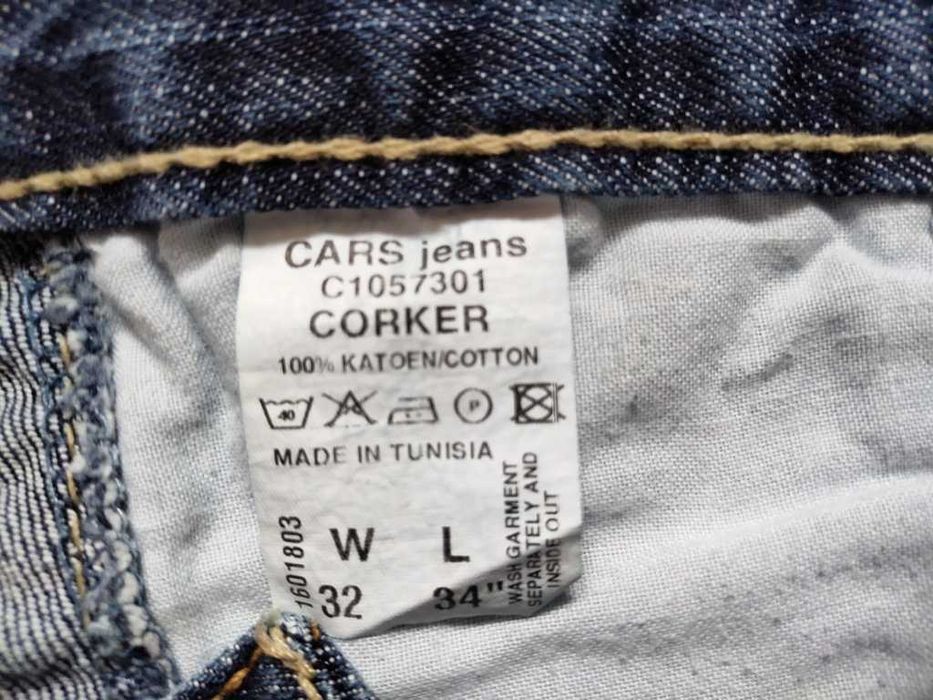 CARS jeans
C1057301
CORKER
100% KATOEN/COTTON
40 P
MADE IN TUNISIA
1601803
W L
32 34"
WASH GARMENT
SEPARATELY AND
INSIDE OUT